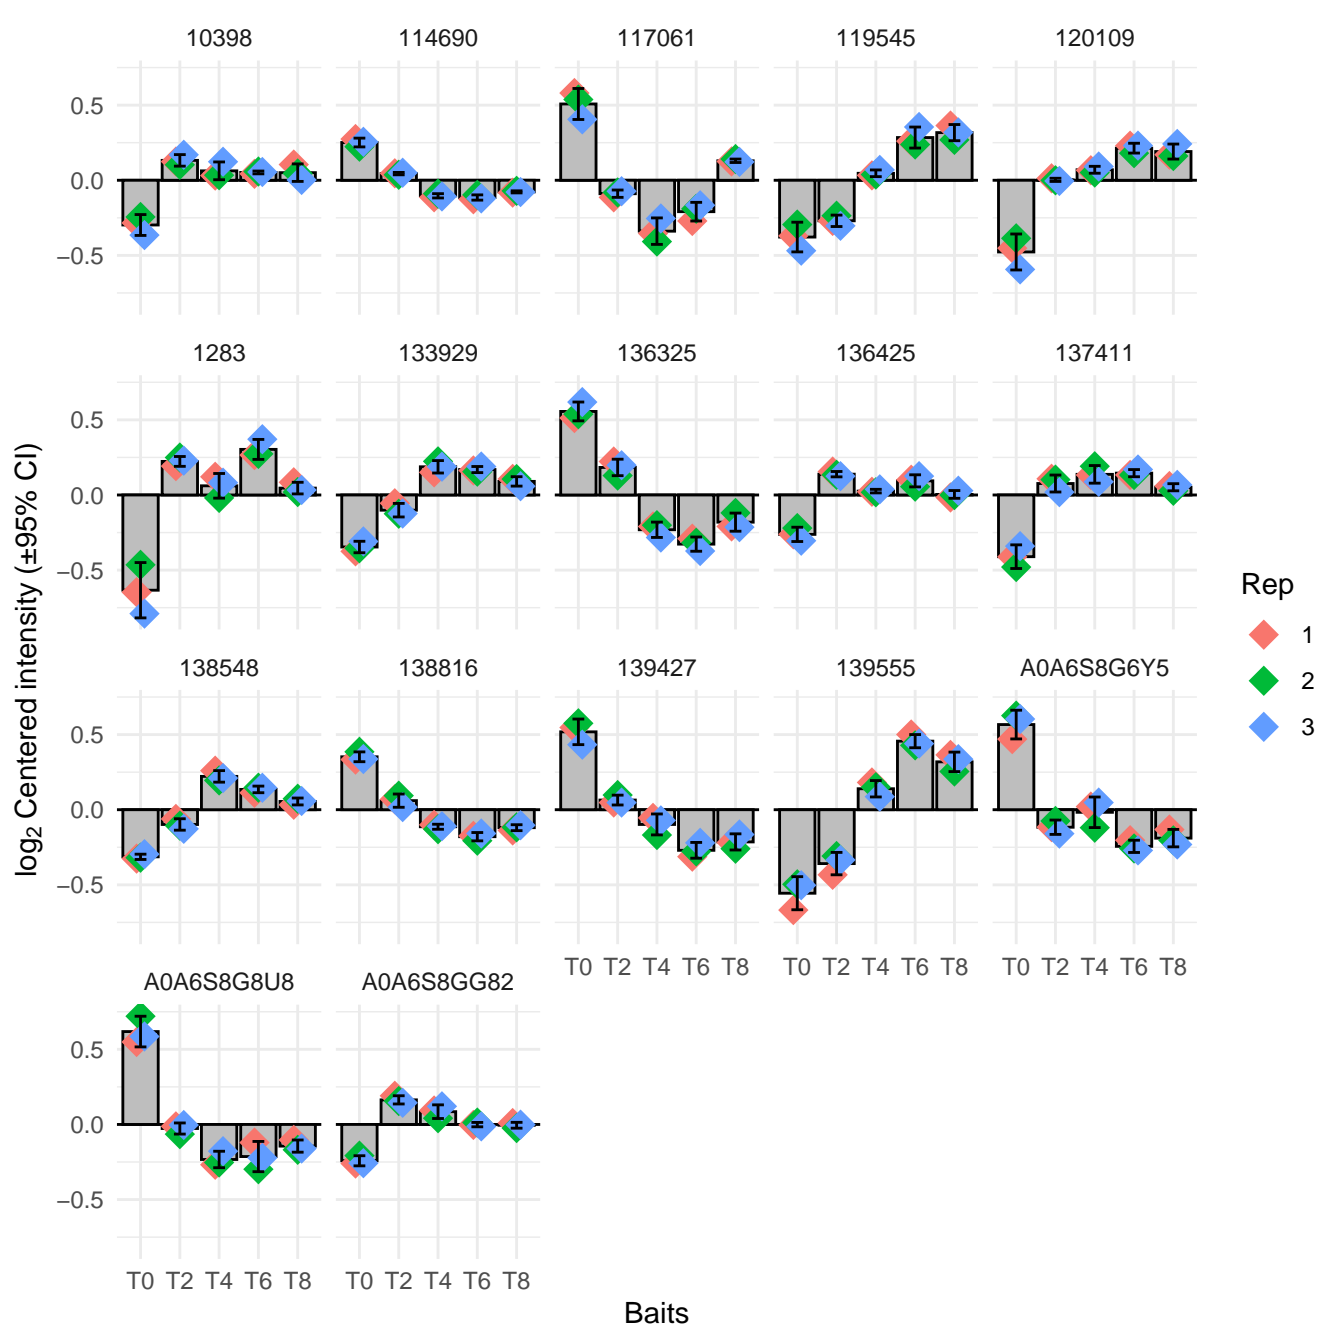 10398 114690 117061 119545 120109
0.5
0.0
−0.5
1283 133929 136325 136425 137411
0.5
0.0
−0.5
138548 138816 139427 139555 A0A6S8G6Y5
0.5
0.0
−0.5
T0 T2 T4 T6 T8 T0 T2 T4 T6 T8 T0 T2 T4 T6 T8
A0A6S8G8U8 A0A6S8GG82
0.5
0.0
−0.5
T0 T2 T4 T6 T8 T0 T2 T4 T6 T8
Baits
log₂ Centered intensity (±95% CI)
Rep
1
2
3